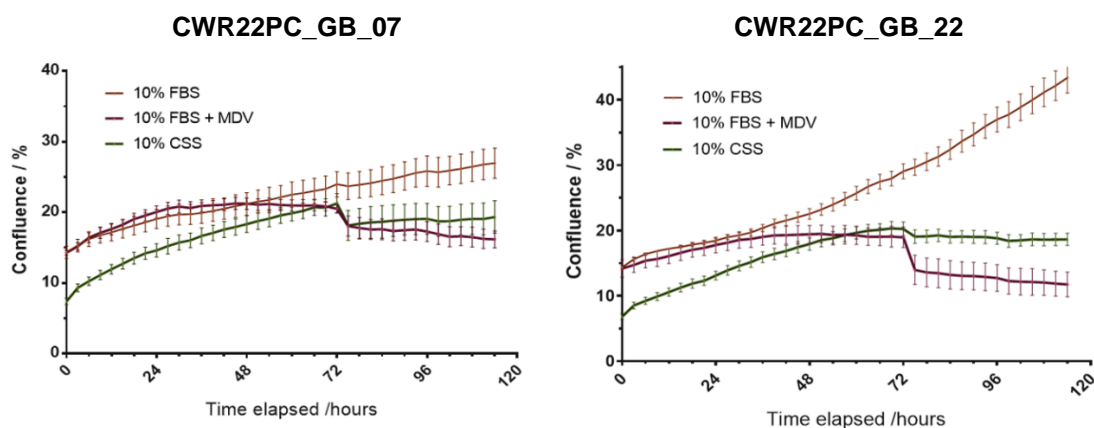 CWR22PC_GB_07
40
30
20
10
0
Confluence / %
10% FBS
10% FBS + MDV
10% CSS
0 24 48 72 96 120
Time elapsed /hours
CWR22PC_GB_22
40
30
20
10
0
Confluence / %
10% FBS
10% FBS + MDV
10% CSS
0 24 48 72 96 120
Time elapsed /hours